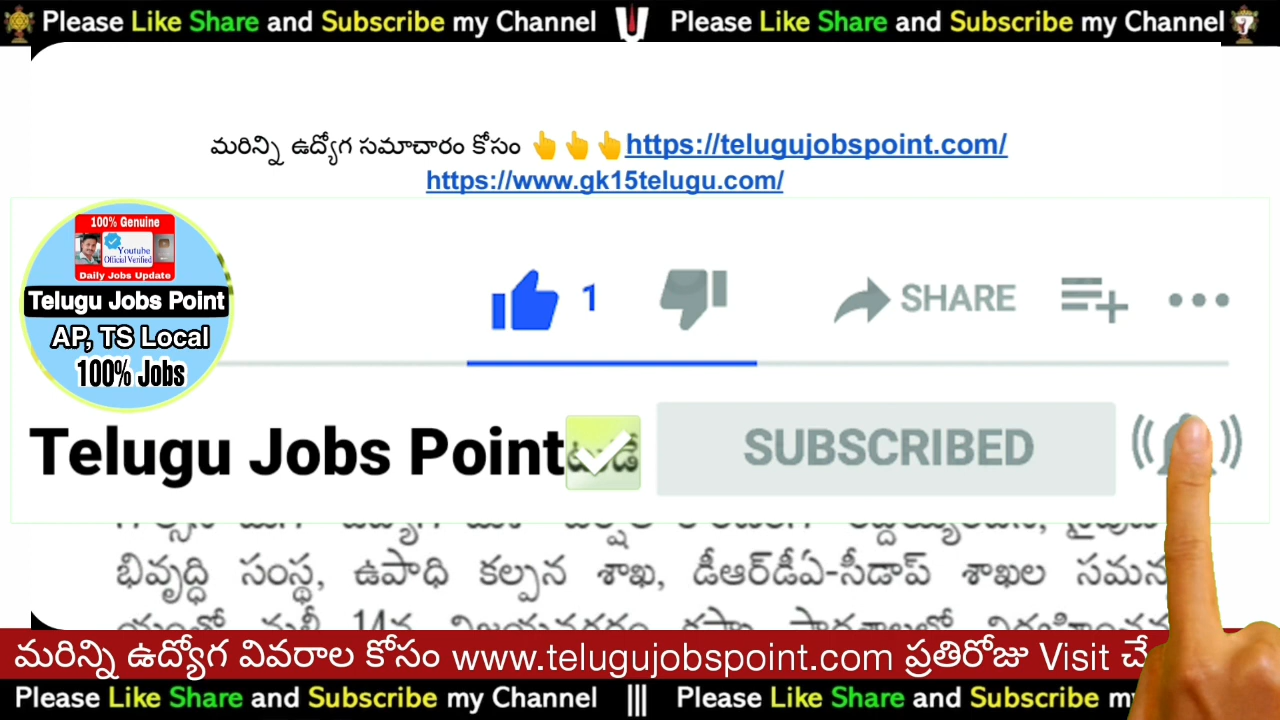 Please Like Share and Subscribe my Channel Please Like Share and Subscribe my Channel
మరిన్ని ఉద్యోగ సమాచారం కోసం 👆👆👆https://telugujobspoint.com/
https://www.gk15telugu.com/
100% Genuine
Youtube
Official Verified
Daily Jobs Update
Telugu Jobs Point
AP, TS Local
100% Jobs
1 SHARE
Telugu Jobs Point
SUBSCRIBED
భివృద్ధి సంస్థ, ఉపాధి కల్పన శాఖ, డీఆర్‌డీఏ-సీడాప్ శాఖల సమన
మరిన్ని ఉద్యోగ వివరాల కోసం www.telugujobspoint.com ప్రతిరోజు Visit చే
Please Like Share and Subscribe my Channel ||| Please Like Share and Subscribe my